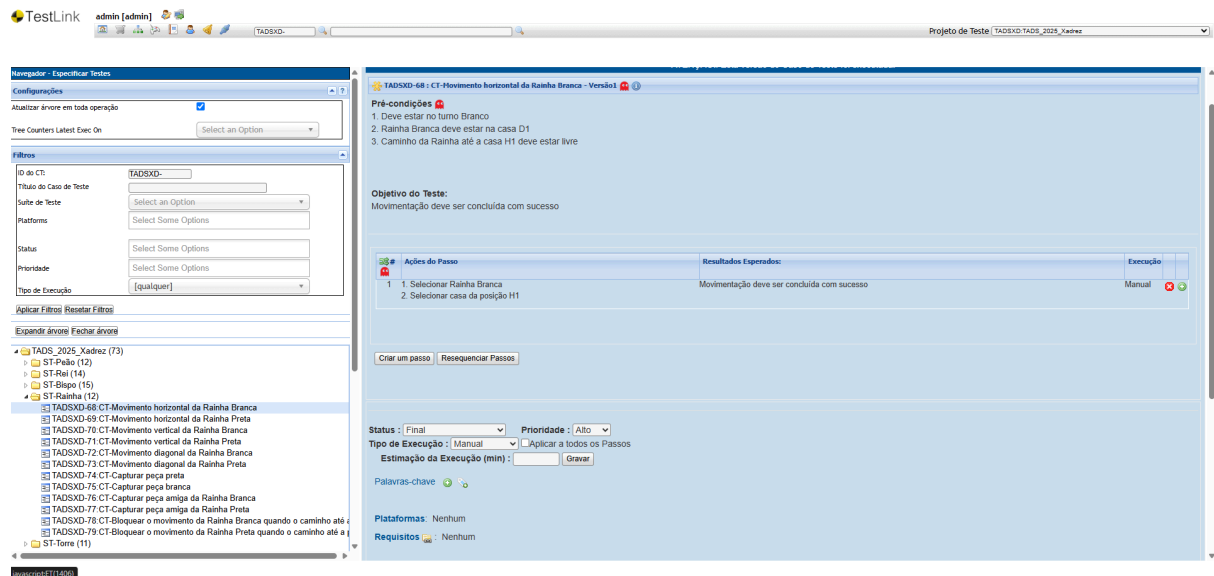 TestLink admin [admin]
TADSXD-
Projeto de Teste TADSXD:TADS_2025_Xadrez
Navegador - Especificar Testes
Configurações
?
Atualizar árvore em toda operação
Tree Counters Latest Exec On Select an Option
Filtros
ID do CT: TADSXD-
Título do Caso de Teste
Suíte de Teste Select an Option
Platforms Select Some Options
Status Select Some Options
Prioridade Select Some Options
Tipo de Execução [qualquer]
Aplicar Filtros Resetar Filtros
Expandir árvore Fechar árvore
TADS_2025_Xadrez (73)
ST-Peão (12)
ST-Rei (14)
ST-Bispo (15)
ST-Rainha (12)
TADSXD-68:CT-Movimento horizontal da Rainha Branca
TADSXD-69:CT-Movimento horizontal da Rainha Preta
TADSXD-70:CT-Movimento vertical da Rainha Branca
TADSXD-71:CT-Movimento vertical da Rainha Preta
TADSXD-72:CT-Movimento diagonal da Rainha Branca
TADSXD-73:CT-Movimento diagonal da Rainha Preta
TADSXD-74:CT-Capturar peça preta
TADSXD-75:CT-Capturar peça branca
TADSXD-76:CT-Capturar peça amiga da Rainha Branca
TADSXD-77:CT-Capturar peça amiga da Rainha Preta
TADSXD-78:CT-Bloquear o movimento da Rainha Branca quando o caminho até
TADSXD-79:CT-Bloquear o movimento da Rainha Preta quando o caminho até a
ST-Torre (11)
javascript:ET(1406)
TADSXD-68 : CT-Movimento horizontal da Rainha Branca - Versão1
Pré-condições
1. Deve estar no turno Branco
2. Rainha Branca deve estar na casa D1
3. Caminho da Rainha até a casa H1 deve estar livre
Objetivo do Teste:
Movimentação deve ser concluída com sucesso
# Ações do Passo Resultados Esperados: Execução
1 1. Selecionar Rainha Branca Movimentação deve ser concluída com sucesso Manual
2. Selecionar casa da posição H1
Criar um passo Resequenciar Passos
Status : Final Prioridade : Alto
Tipo de Execução : Manual Aplicar a todos os Passos
Estimação da Execução (min) : Gravar
Palavras-chave
Plataformas: Nenhum
Requisitos : Nenhum